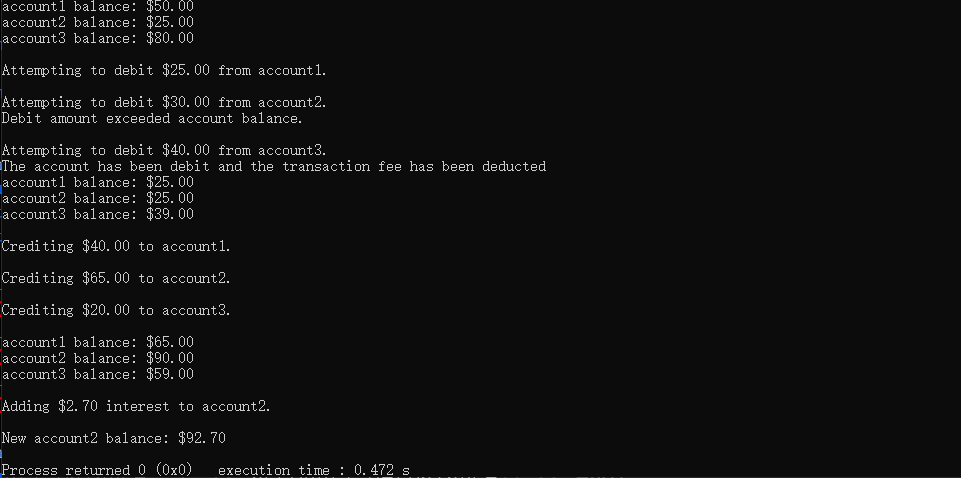 account1 balance: $50.00
account2 balance: $25.00
account3 balance: $80.00
Attempting to debit $25.00 from account1.
Attempting to debit $30.00 from account2.
Debit amount exceeded account balance.
Attempting to debit $40.00 from account3.
The account has been debit and the transaction fee has been deducted
account1 balance: $25.00
account2 balance: $25.00
account3 balance: $39.00
Crediting $40.00 to account1.
Crediting $65.00 to account2.
Crediting $20.00 to account3.
account1 balance: $65.00
account2 balance: $90.00
account3 balance: $59.00
Adding $2.70 interest to account2.
New account2 balance: $92.70
Process returned 0 (0x0)   execution time : 0.472 s